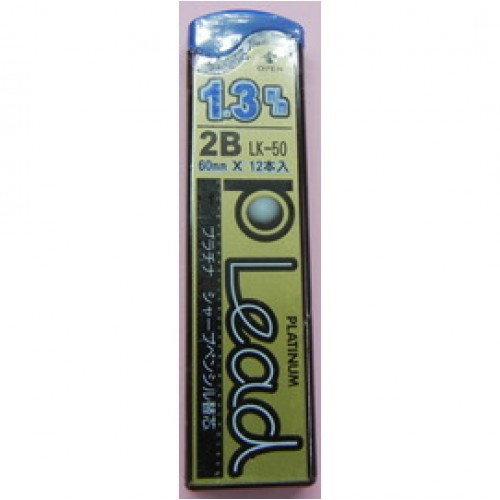 OPEN
1.3m/m
2B LK-50
60mm X 12本入
PLATINUM
Lead
プラチナ シャープペンシル替芯